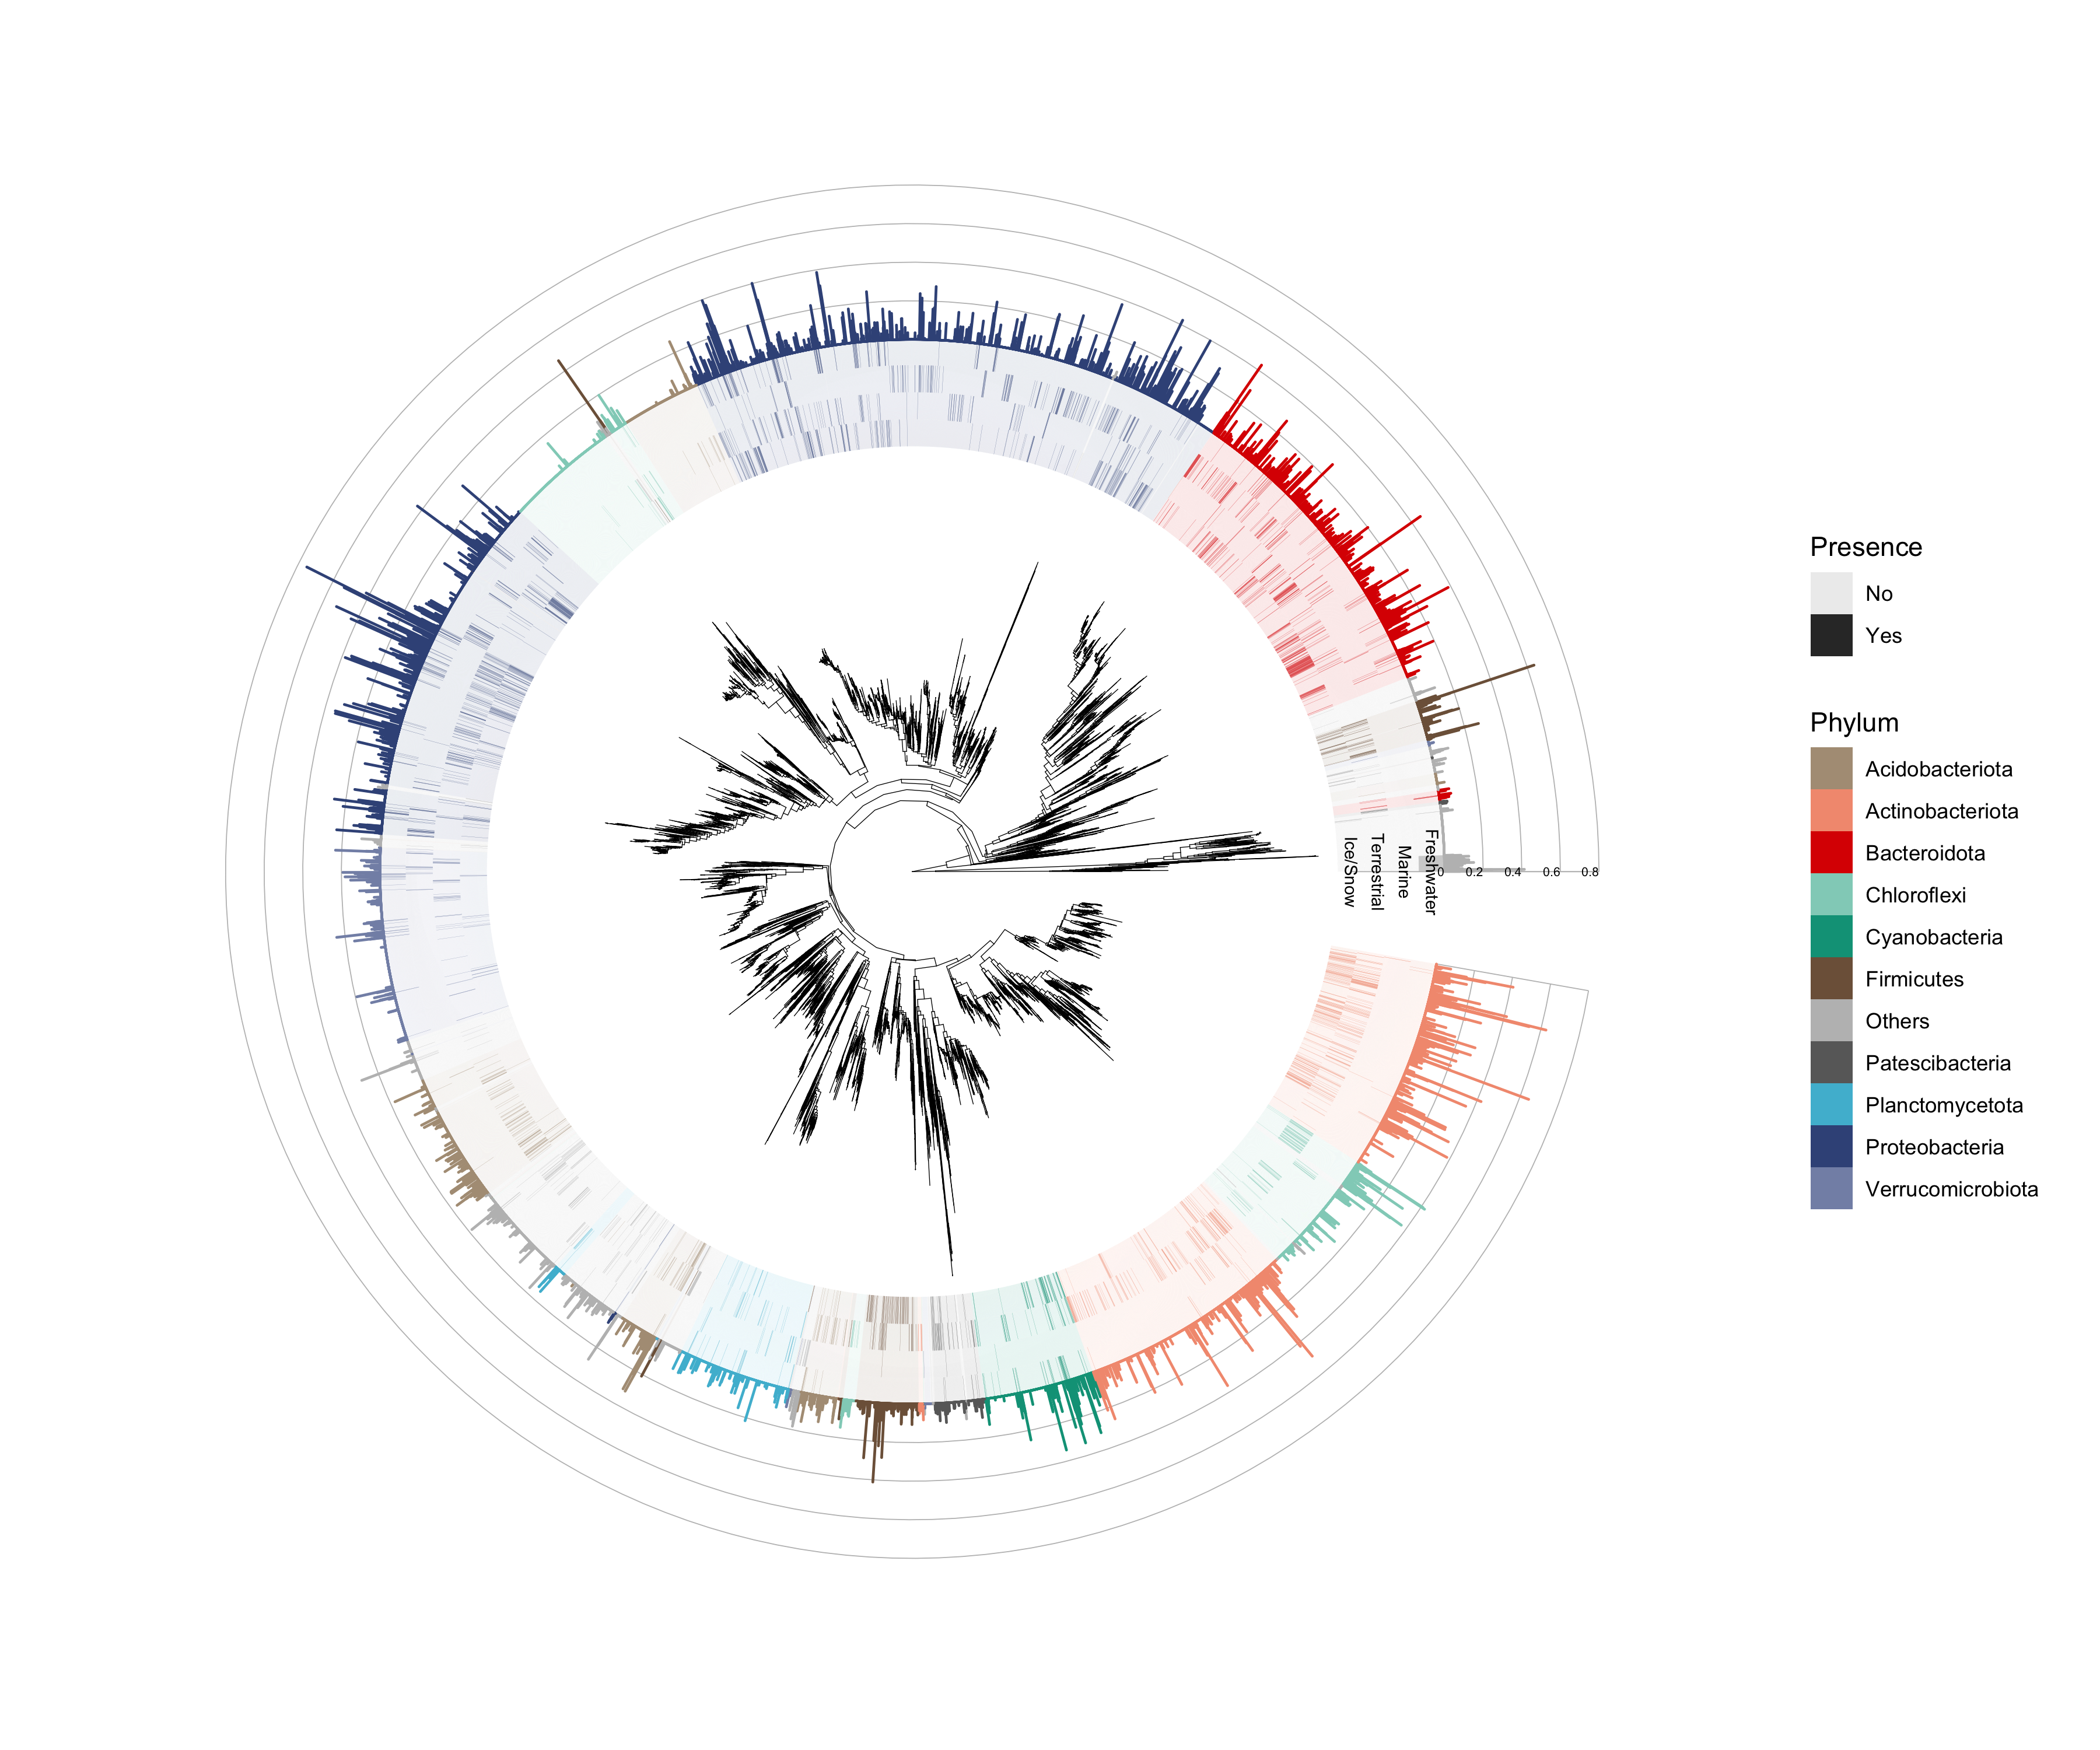 Ice/Snow
Terrestrial
Marine
Freshwater
0
0.2
0.4
0.6
0.8
Presence
No
Yes
Phylum
Acidobacteriota
Actinobacteriota
Bacteroidota
Chloroflexi
Cyanobacteria
Firmicutes
Others
Patescibacteria
Planctomycetota
Proteobacteria
Verrucomicrobiota